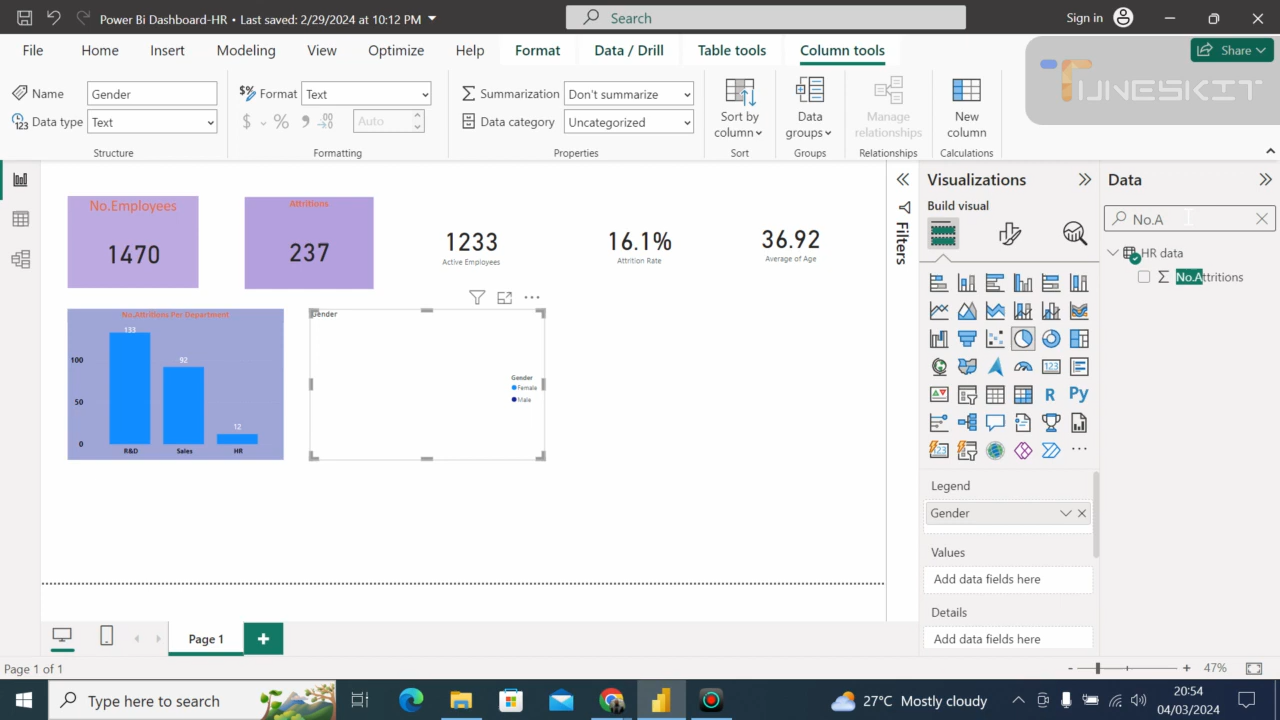 Power Bi Dashboard-HR • Last saved: 2/29/2024 at 10:12 PM
Search
Sign in
File
Home
Insert
Modeling
View
Optimize
Help
Format
Data / Drill
Table tools
Column tools
Share
TUNESKIT
Name
Gender
Format
Text
Summarization
Don't summarize
Data type
Text
Auto
Data category
Uncategorized
Sort by
column
Data
groups
Manage
relationships
New
column
Structure
Formatting
Properties
Sort
Groups
Relationships
Calculations
No.Employees
1470
Attritions
237
1233
Active Employees
16.1%
Attrition Rate
36.92
Average of Age
No.Attritions Per Department
133
92
12
100
50
0
R&D
Sales
HR
Gender
Gender
Female
Male
Filters
Visualizations
Build visual
R
Py
123
Legend
Gender
Values
Add data fields here
Details
Add data fields here
Data
No.A
HR data
No.Attritions
Page 1
Page 1 of 1
47%
Type here to search
27°C Mostly cloudy
20:54
04/03/2024